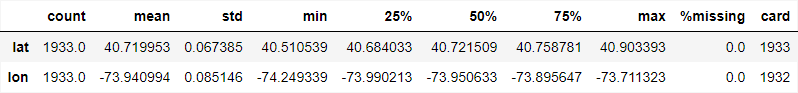 count mean std min 25% 50% 75% max %missing card
lat 1933.0 40.719953 0.067385 40.510539 40.684033 40.721509 40.758781 40.903393 0.0 1933
lon 1933.0 -73.940994 0.085146 -74.249339 -73.990213 -73.950633 -73.895647 -73.711323 0.0 1932